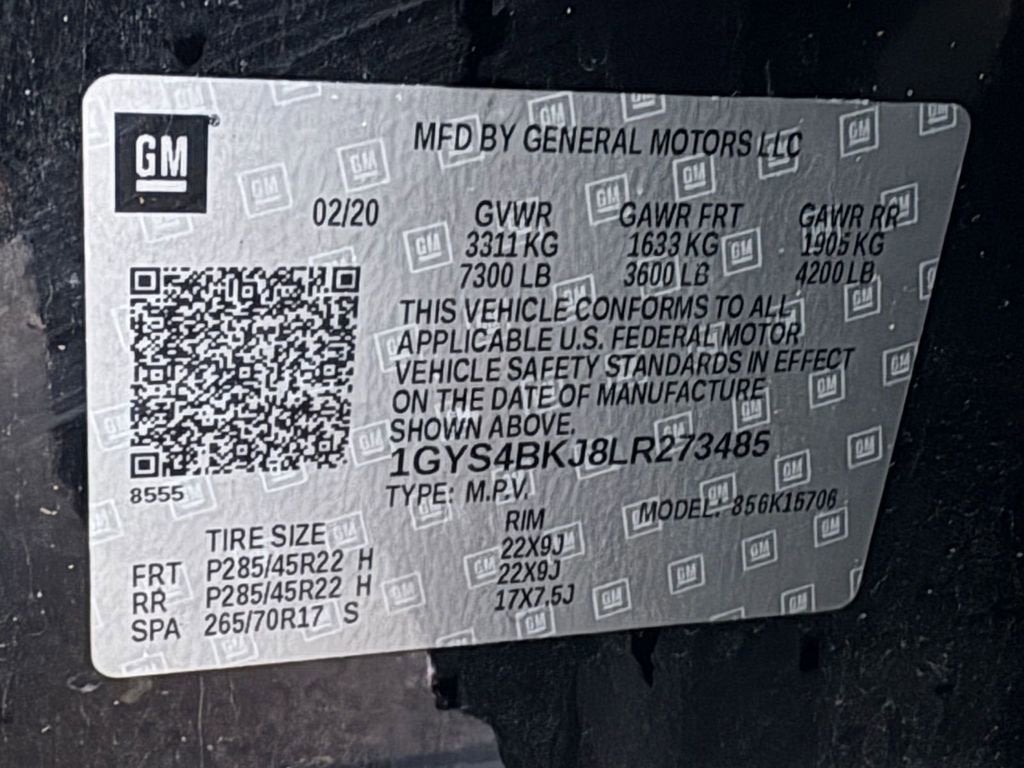 GM
MFD BY GENERAL MOTORS LLC
02/20 GVWR GAWR FRT GAWR RR
3311 KG 1633 KG 1905 KG
7300 LB 3600 LB 4200 LB
THIS VEHICLE CONFORMS TO ALL
APPLICABLE U.S. FEDERAL MOTOR
VEHICLE SAFETY STANDARDS IN EFFECT
ON THE DATE OF MANUFACTURE
SHOWN ABOVE.
1GYS4BKJ8LR273485
8555
TYPE: M.P.V. MODEL: 856K15706
TIRE SIZE RIM
FRT P285/45R22 H 22X9J
RR P285/45R22 H 22X9J
SPA 265/70R17 S 17X7.5J